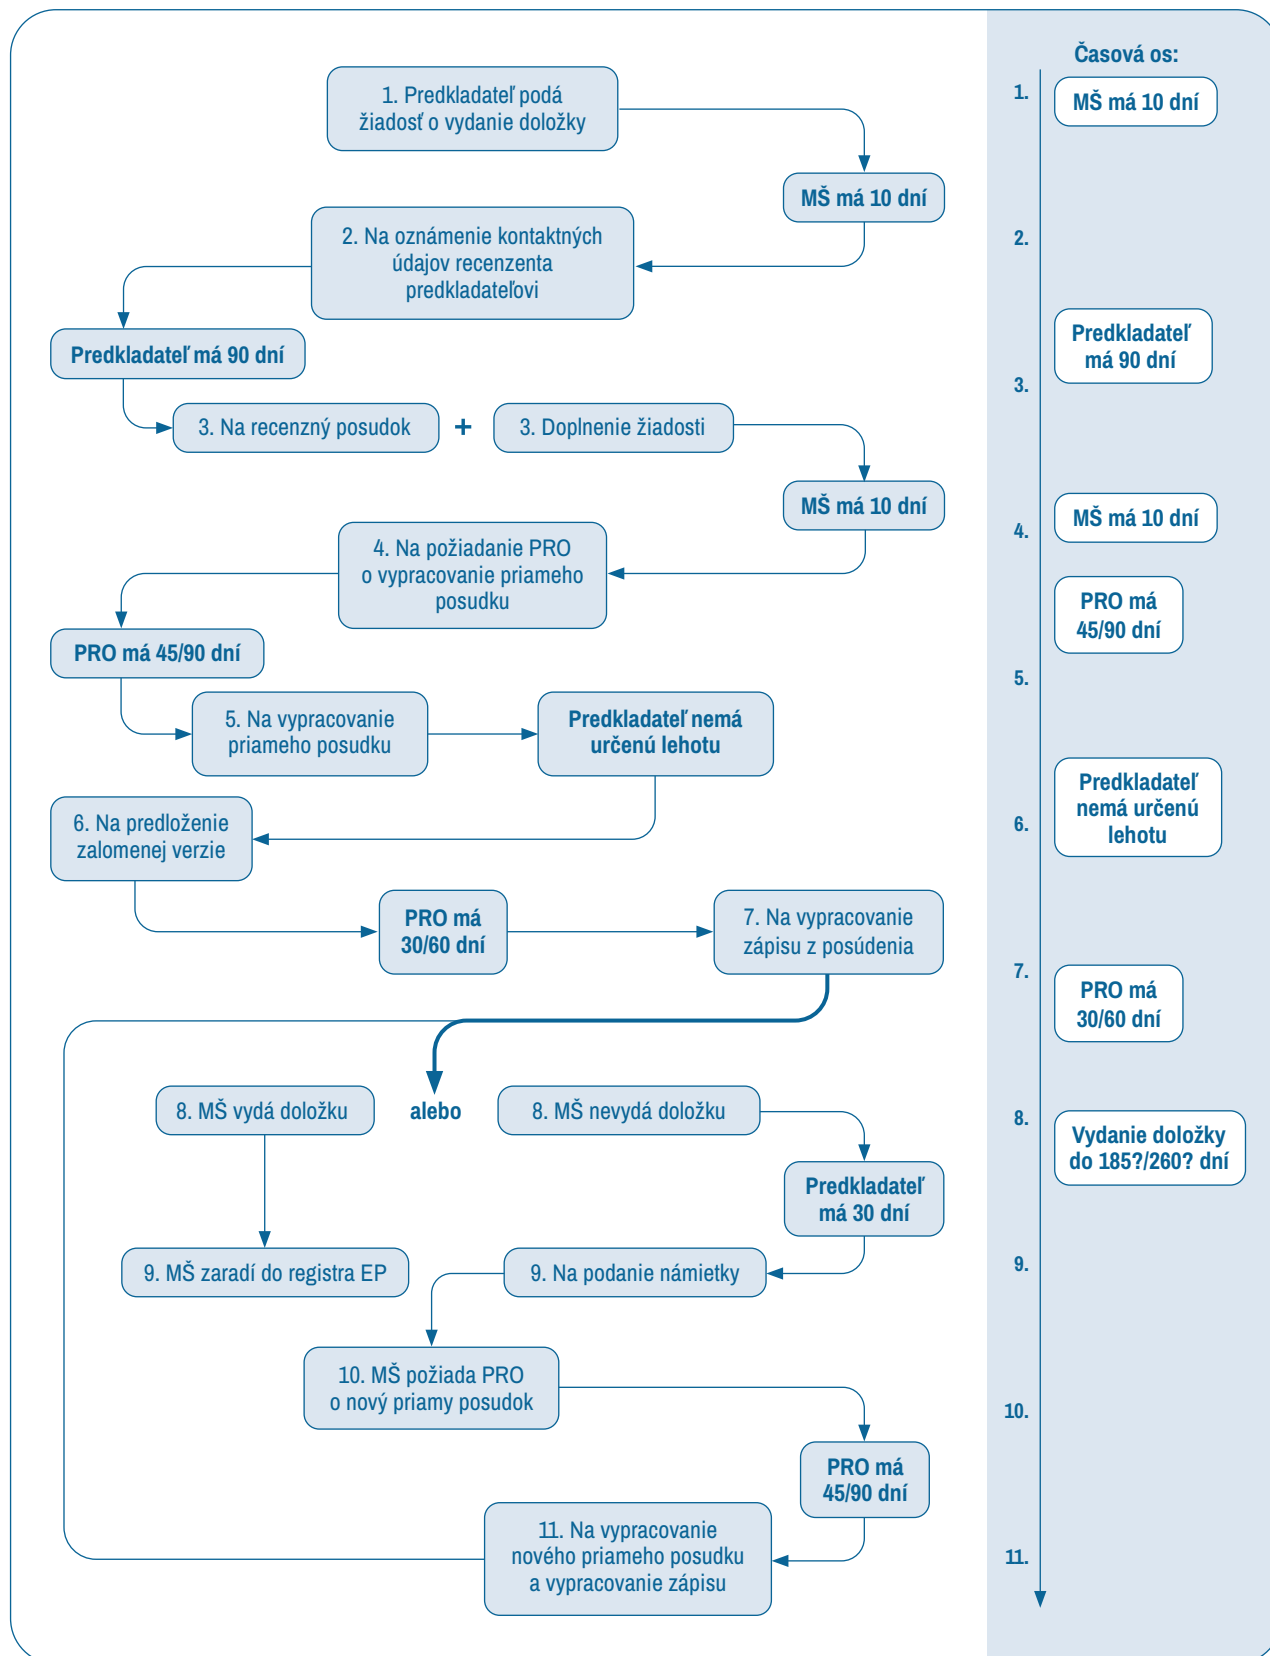 1. Predkladateľ podá
žiadosť o vydanie doložky
MŠ má 10 dní
2. Na oznámenie kontaktných
údajov recenzenta
predkladateľovi
Predkladateľ má 90 dní
3. Na recenzný posudok
+
3. Doplnenie žiadosti
MŠ má 10 dní
4. Na požiadanie PRO
o vypracovanie priameho
posudku
PRO má 45/90 dní
5. Na vypracovanie
priameho posudku
Predkladateľ nemá
určenú lehotu
6. Na predloženie
zalomenej verzie
PRO má
30/60 dní
7. Na vypracovanie
zápisu z posúdenia
8. MŠ vydá doložku
alebo
8. MŠ nevydá doložku
Predkladateľ
má 30 dní
9. MŠ zaradí do registra EP
9. Na podanie námietky
10. MŠ požiada PRO
o nový priamy posudok
PRO má
45/90 dní
11. Na vypracovanie
nového priameho posudku
a vypracovanie zápisu
Časová os:
1.
MŠ má 10 dní
2.
Predkladateľ
má 90 dní
3.
MŠ má 10 dní
4.
PRO má
45/90 dní
5.
Predkladateľ
nemá určenú
lehotu
6.
7.
PRO má
30/60 dní
8.
Vydanie doložky
do 185?/260? dní
9.
10.
11.